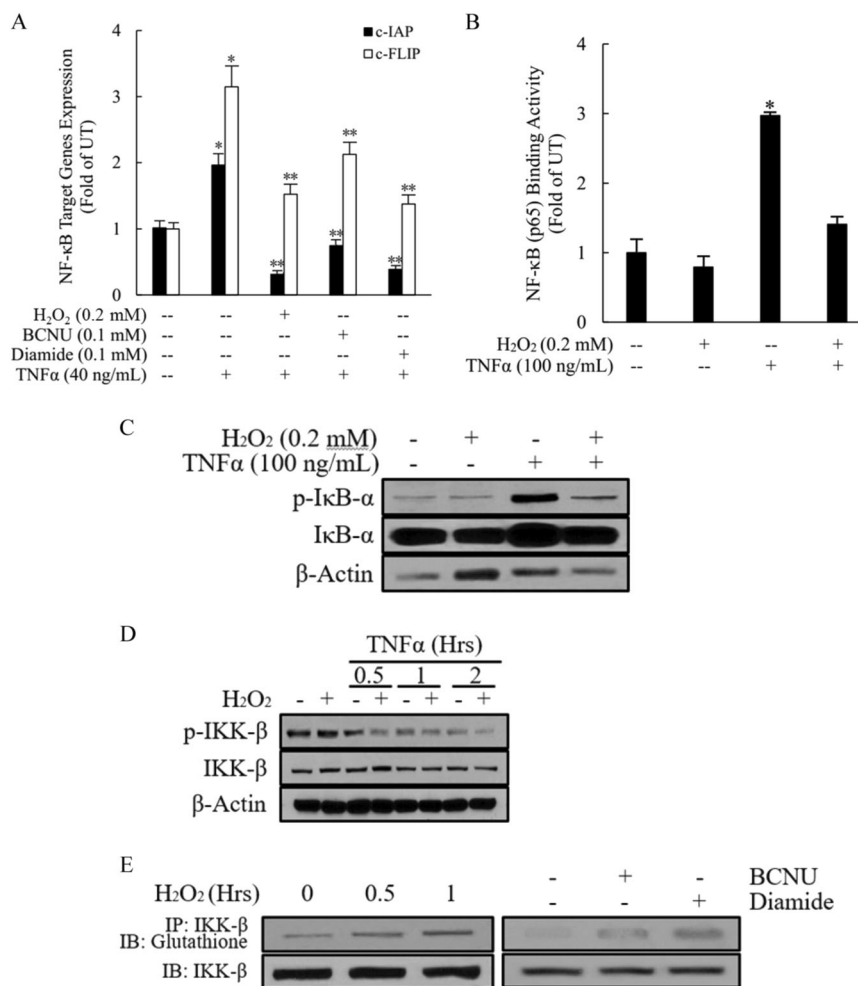 A
B
NF-κB Target Genes Expression
(Fold of UT)
4
3
2
1
0
c-IAP
c-FLIP
* * ** ** ** ** ** **
H₂O₂ (0.2 mM) -- -- + -- --
BCNU (0.1 mM) -- -- -- + --
Diamide (0.1 mM) -- -- -- -- +
TNFα (40 ng/mL) -- + + + +
NF-κB (p65) Binding Activity
(Fold of UT)
4
3
2
1
0
*
H₂O₂ (0.2 mM) -- + -- +
TNFα (100 ng/mL) -- -- + +
C
H₂O₂ (0.2 mM) - + - +
TNFα (100 ng/mL) - - + +
p-IκB-α
IκB-α
β-Actin
D
TNFα (Hrs)
0.5 1 2
H₂O₂ - + - + - + - +
p-IKK-β
IKK-β
β-Actin
E
H₂O₂ (Hrs) 0 0.5 1
- + - BCNU
- - + Diamide
IP: IKK-β
IB: Glutathione
IB: IKK-β